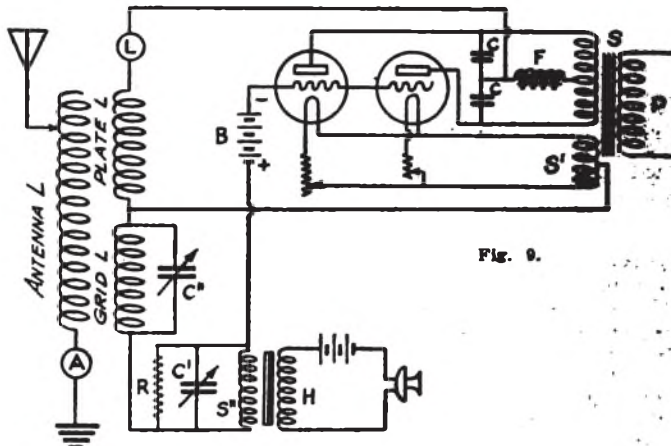 L
S
C
F
P
C
B
-
+
S'
PLATE L
ANTENNA L
GRID L
C"
Fig. 9.
A
R
C'
S"
H